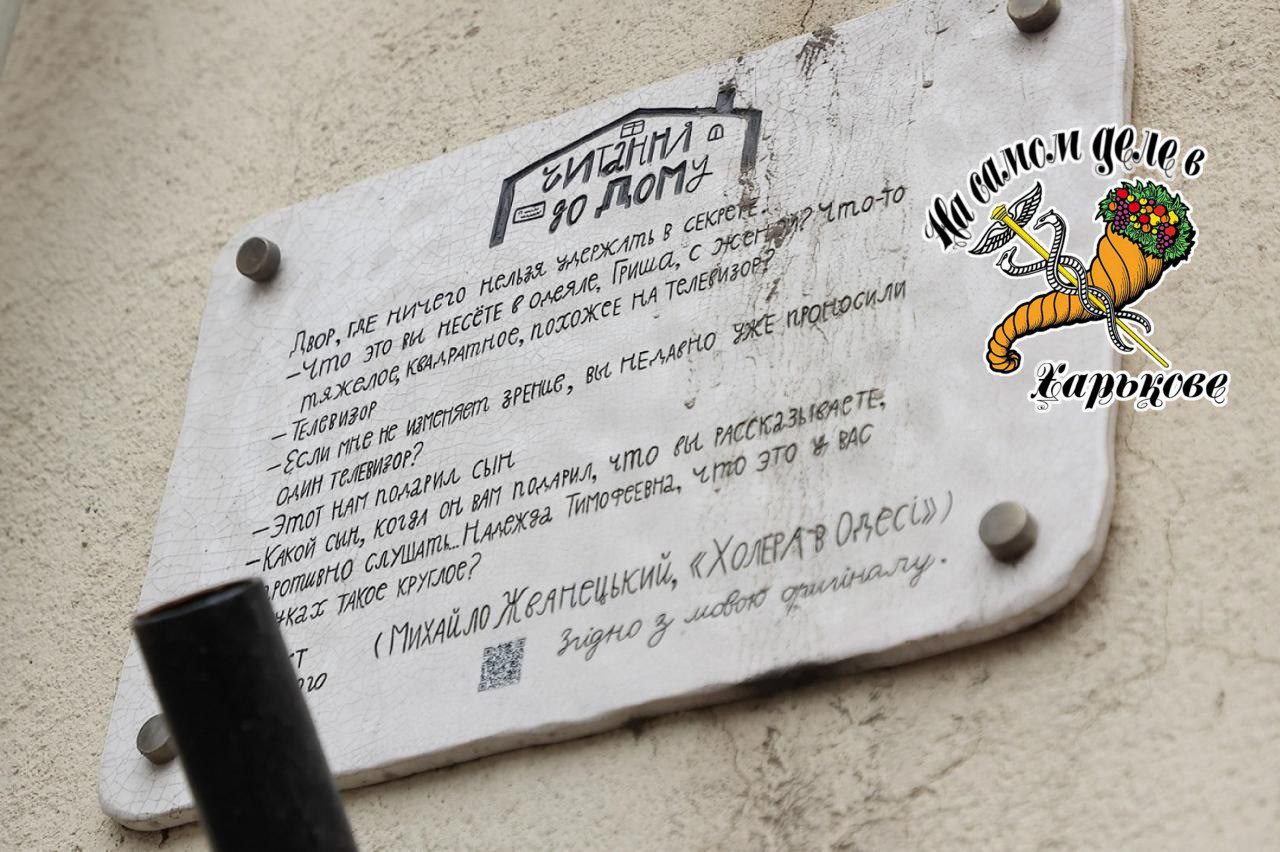 Читання
до дому
Двор, где ничего нельзя удержать в секрете.
– Что это вы несёте в одеяле, Гриша, с женой? Что-то
тяжелое, квадратное, похожее на телевизор?
– Телевизор
– Если мне не изменяет зрение, вы недавно уже проносили
один телевизор?
– Этот нам подарил сын
– Какой сын, когда он вам подарил, что вы рассказываете,
слушать... Надежда Тимофеевна, что это у вас
такое круглое?
(Михайло Жванецький, «Холера в Одесі»)
Згідно з мовою оригіналу.
На самом деле в
Харькове